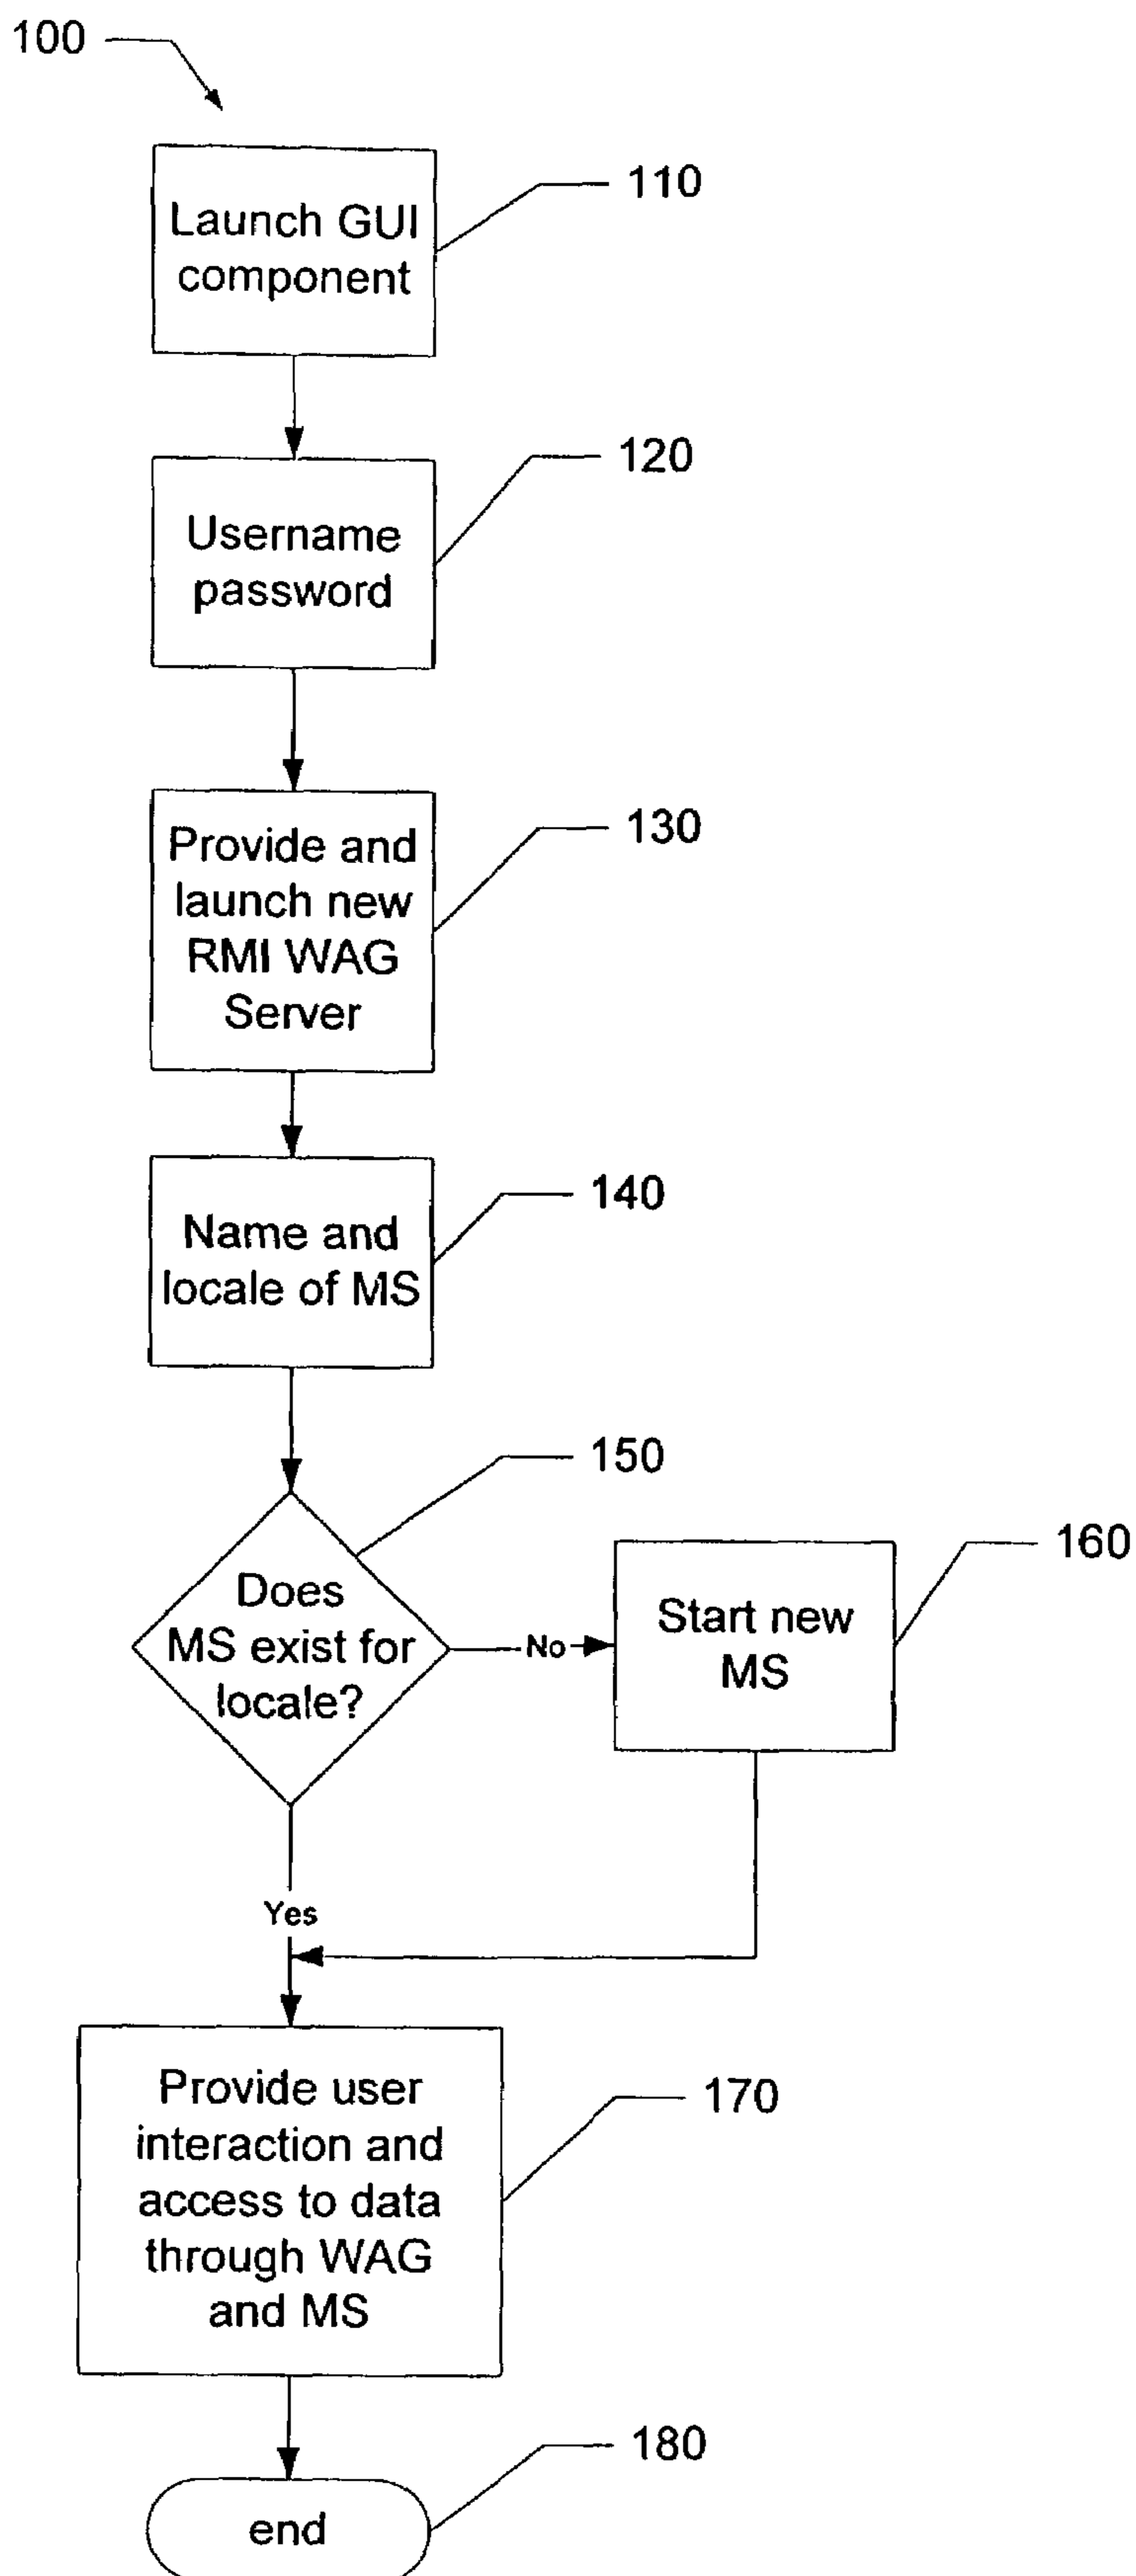 100
110
Launch GUI
component
120
Username
password
130
Provide and
launch new
RMI WAG
Server
140
Name and
locale of MS
150
Does
MS exist for
locale?
No
160
Start new
MS
Yes
170
Provide user
interaction and
access to data
through WAG
and MS
180
end